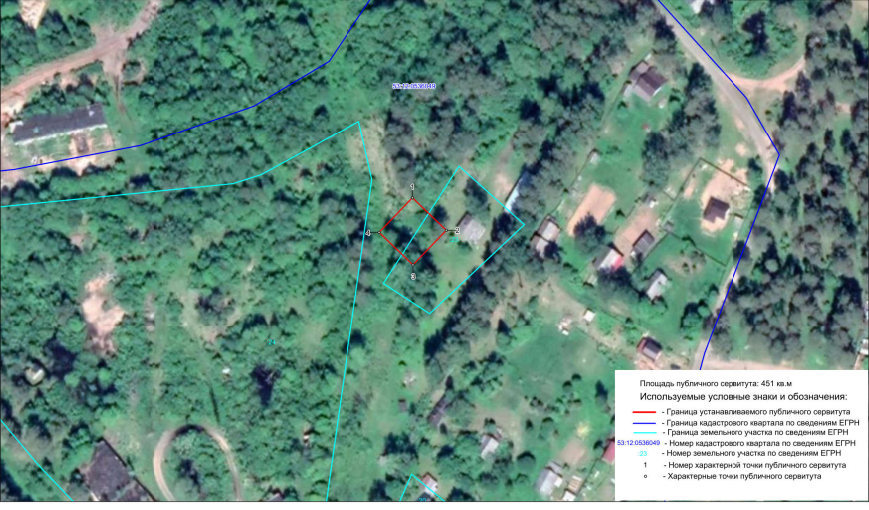 53:12:0536049
1
2
4
3
Площадь публичного сервитута: 451 кв.м
Используемые условные знаки и обозначения:
- Граница устанавливаемого публичного сервитута
- Граница кадастрового квартала по сведениям ЕГРН
- Граница земельного участка по сведениям ЕГРН
53:12:0536049 - Номер кадастрового квартала по сведениям ЕГРН
23 - Номер земельного участка по сведениям ЕГРН
1 - Номер характерной точки публичного сервитута
- Характерные точки публичного сервитута